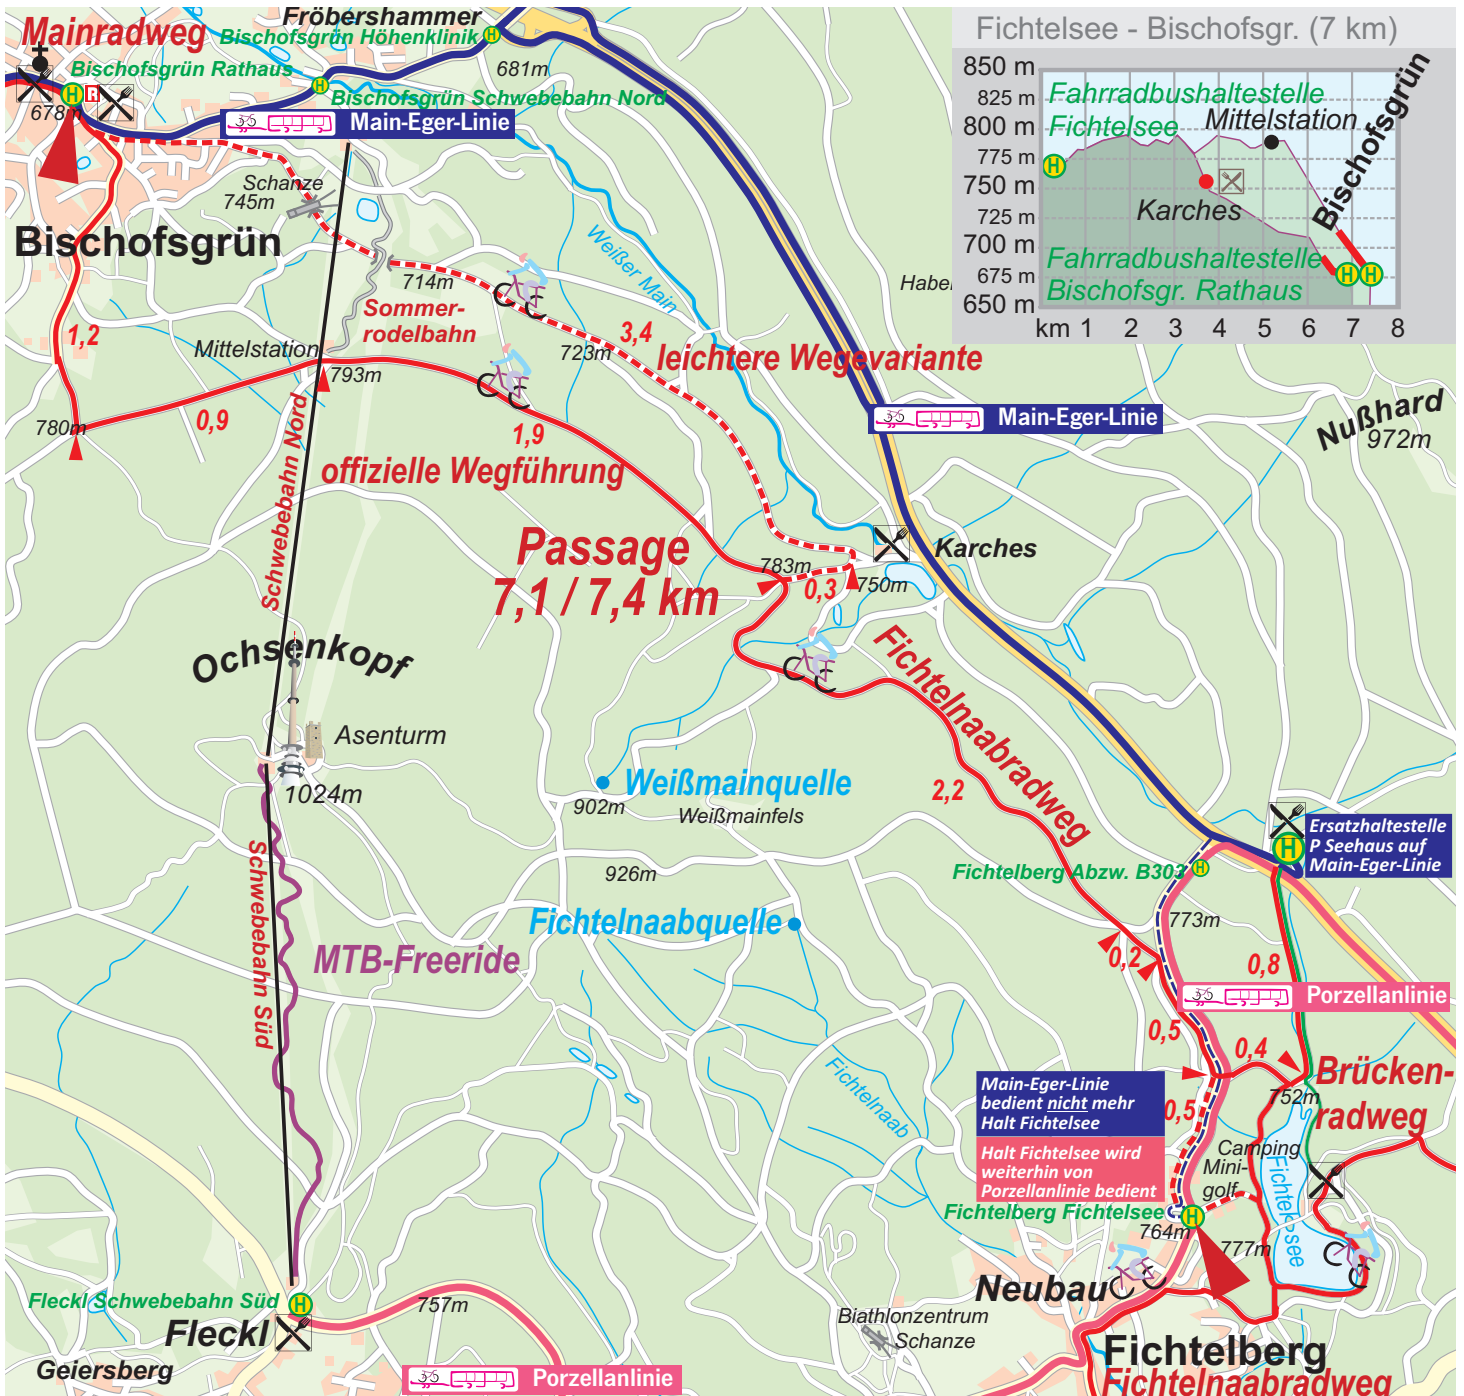 Mainradweg
Fröbershammer
Bischofsgrün Höhenklinik
H
Bischofsgrün Rathaus
H
R
678m
681m
H
Bischofsgrün Schwebebahn Nord
Main-Eger-Linie
Schanze
745m
Bischofsgrün
714m
Sommer-
rodelbahn
Weißer Main
1,2
Mittelstation
793m
723m
3,4
leichtere Wegevariante
780m
0,9
1,9
offizielle Wegführung
Schwebebahn Nord
Main-Eger-Linie
Nußhard
972m
Passage
7,1 / 7,4 km
783m
0,3
750m
Karches
Ochsenkopf
Asenturm
1024m
Fichtelnaabradweg
Weißmainquelle
902m
Weißmainfels
2,2
926m
Schwebebahn Süd
Fichtelnaabquelle
MTB-Freeride
Fichtelberg Abzw. B303
H
H
Ersatzhaltestelle
P Seehaus auf
Main-Eger-Linie
773m
0,2
0,8
Porzellanlinie
0,5
0,4
Brücken-
radweg
752m
Fichtelnaab
Main-Eger-Linie
bedient nicht mehr
Halt Fichtelsee
0,5
Halt Fichtelsee wird
weiterhin von
Porzellanlinie bedient
Camping
Mini-
golf
Fichtelsee
Fichtelberg Fichtelsee
H
764m
777m
Neubau
Fleckl Schwebebahn Süd
H
Fleckl
757m
Geiersberg
Biathlonzentrum
Schanze
Porzellanlinie
Fichtelberg
Fichtelnaabradweg
Haber
Fichtelsee - Bischofsgr. (7 km)
850 m
825 m
800 m
775 m
750 m
725 m
700 m
675 m
650 m
Fahrradbushaltestelle
Fichtelsee
H
Mittelstation
Karches
Bischofsgrün
Fahrradbushaltestelle
Bischofsgr. Rathaus
H
H
km 1 2 3 4 5 6 7 8